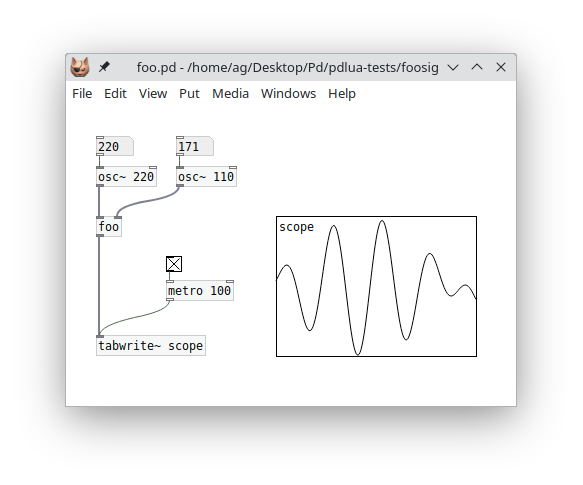 foo.pd - /home/ag/Desktop/Pd/pdlua-tests/foosig
File Edit View Put Media Windows Help
220 171
osc~ 220 osc~ 110
foo
scope
metro 100
tabwrite~ scope